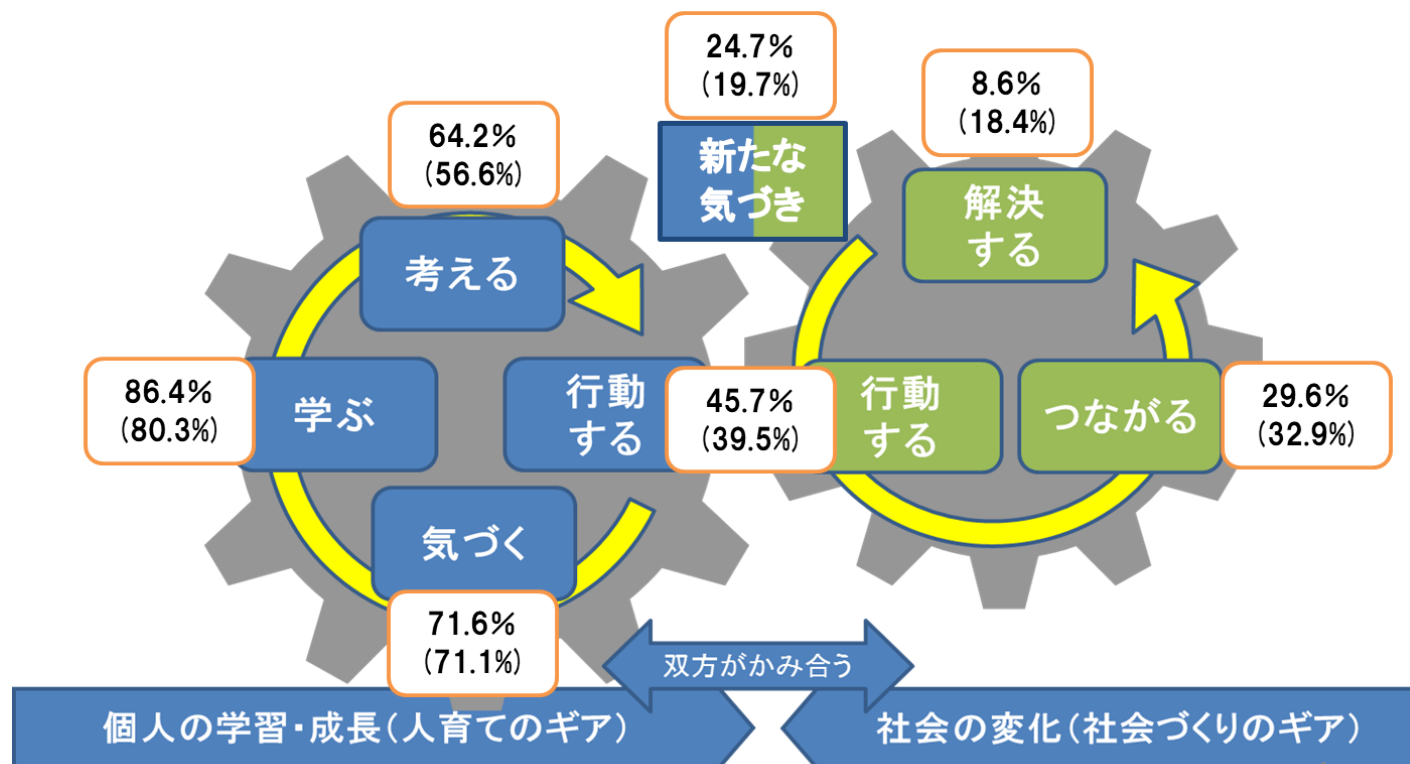 24.7%
(19.7%)
新たな
気づき
8.6%
(18.4%)
解決
する
64.2%
(56.6%)
考える
86.4%
(80.3%)
学ぶ
行動
する
45.7%
(39.5%)
行動
する
つながる
29.6%
(32.9%)
気づく
71.6%
(71.1%)
双方がかみ合う
個人の学習・成長(人育てのギア)
社会の変化(社会づくりのギア)